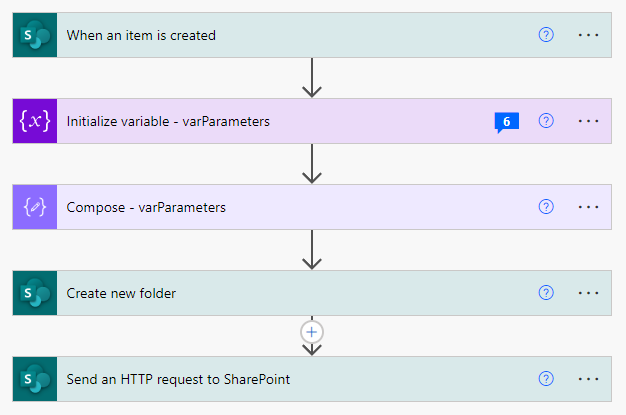 When an item is created
Initialize variable - varParameters
6
Compose - varParameters
Create new folder
Send an HTTP request to SharePoint